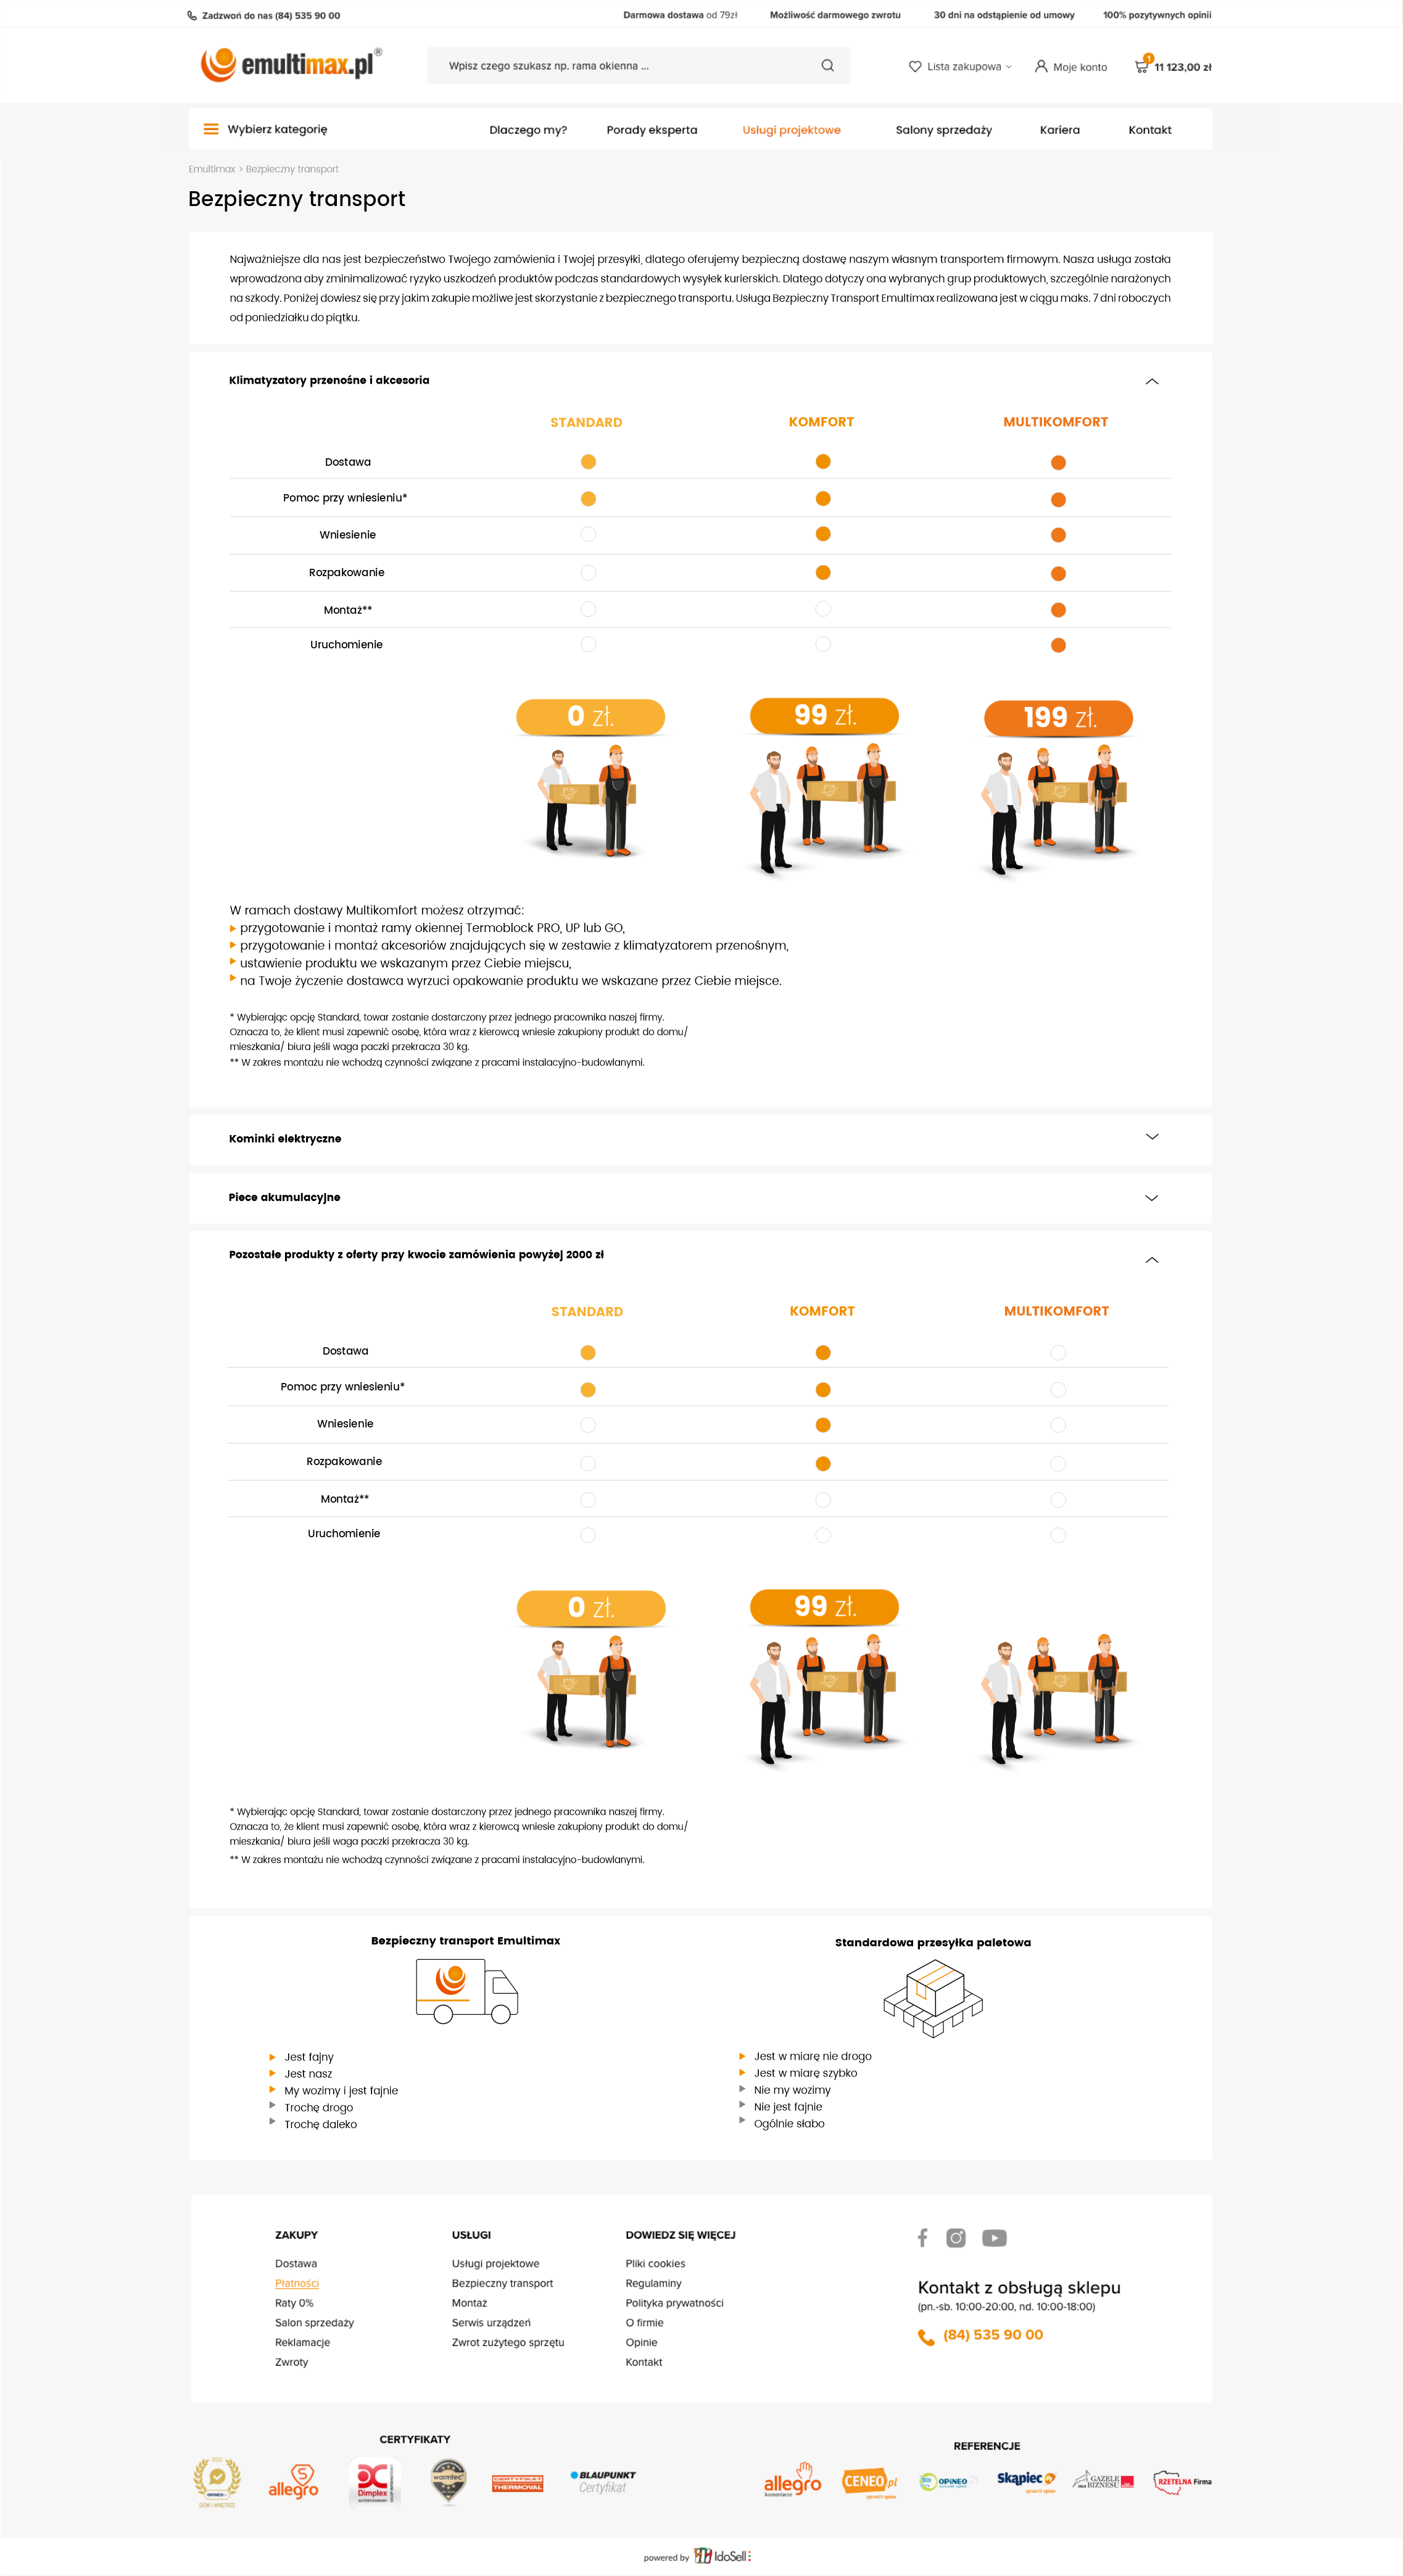 Zadzwoń do nas (84) 535 90 00
Darmowa dostawa od 79zł
Możliwość darmowego zwrotu
30 dni na odstąpienie od umowy
100% pozytywnych opinii
emultimax.pl®
Wpisz czego szukasz np. rama okienna ...
Lista zakupowa
Moje konto
1
11 123,00 zł
Wybierz kategorię
Dlaczego my?
Porady eksperta
Usługi projektowe
Salony sprzedaży
Kariera
Kontakt
Emultimax > Bezpieczny transport
Bezpieczny transport
Najważniejsze dla nas jest bezpieczeństwo Twojego zamówienia i Twojej przesyłki, dlatego oferujemy bezpieczną dostawę naszym własnym transportem firmowym. Nasza usługa została
wprowadzona aby zminimalizować ryzyko uszkodzeń produktów podczas standardowych wysyłek kurierskich. Dlatego dotyczy ona wybranych grup produktowych, szczególnie narażonych
na szkody. Poniżej dowiesz się przy jakim zakupie możliwe jest skorzystanie z bezpiecznego transportu. Usługa Bezpieczny Transport Emultimax realizowana jest w ciągu maks. 7 dni roboczych
od poniedziałku do piątku.
Klimatyzatory przenośne i akcesoria
STANDARD
KOMFORT
MULTIKOMFORT
Dostawa
Pomoc przy wniesieniu*
Wniesienie
Rozpakowanie
Montaż**
Uruchomienie
0 zł.
99 zł.
199 zł.
W ramach dostawy Multikomfort możesz otrzymać:
przygotowanie i montaż ramy okiennej Termoblock PRO, UP lub GO,
przygotowanie i montaż akcesoriów znajdujących się w zestawie z klimatyzatorem przenośnym,
ustawienie produktu we wskazanym przez Ciebie miejscu,
na Twoje życzenie dostawca wyrzuci opakowanie produktu we wskazane przez Ciebie miejsce.
* Wybierając opcję Standard, towar zostanie dostarczony przez jednego pracownika naszej firmy.
Oznacza to, że klient musi zapewnić osobę, która wraz z kierowcą wniesie zakupiony produkt do domu/
mieszkania/ biura jeśli waga paczki przekracza 30 kg.
** W zakres montażu nie wchodzą czynności związane z pracami instalacyjno-budowlanymi.
Kominki elektryczne
Piece akumulacyjne
Pozostałe produkty z oferty przy kwocie zamówienia powyżej 2000 zł
STANDARD
KOMFORT
MULTIKOMFORT
Dostawa
Pomoc przy wniesieniu*
Wniesienie
Rozpakowanie
Montaż**
Uruchomienie
0 zł.
99 zł.
* Wybierając opcję Standard, towar zostanie dostarczony przez jednego pracownika naszej firmy.
Oznacza to, że klient musi zapewnić osobę, która wraz z kierowcą wniesie zakupiony produkt do domu/
mieszkania/ biura jeśli waga paczki przekracza 30 kg.
** W zakres montażu nie wchodzą czynności związane z pracami instalacyjno-budowlanymi.
Bezpieczny transport Emultimax
Jest fajny
Jest nasz
My wozimy i jest fajnie
Trochę drogo
Trochę daleko
Standardowa przesyłka paletowa
Jest w miarę nie drogo
Jest w miarę szybko
Nie my wozimy
Nie jest fajnie
Ogólnie słabo
ZAKUPY
Dostawa
Płatności
Raty 0%
Salon sprzedaży
Reklamacje
Zwroty
USŁUGI
Usługi projektowe
Bezpieczny transport
Montaż
Serwis urządzeń
Zwrot zużytego sprzętu
DOWIEDZ SIĘ WIĘCEJ
Pliki cookies
Regulaminy
Polityka prywatności
O firmie
Opinie
Kontakt
Kontakt z obsługą sklepu
(pn.-sb. 10:00-20:00, nd. 10:00-18:00)
(84) 535 90 00
CERTYFIKATY
OPINEO
DOM I WNĘTRZE
allegro
Dimplex
warmtec
CERTYFIKAT
THERMOVAL
BLAUPUNKT
Certyfikat
REFERENCJE
allegro
komentarze
CENEO.pl
sprawdź opinie
OPINEO
Skąpiec
sprawdź opinie
GAZELE
BIZNESU
RZETELNA Firma
powered by IdoSell